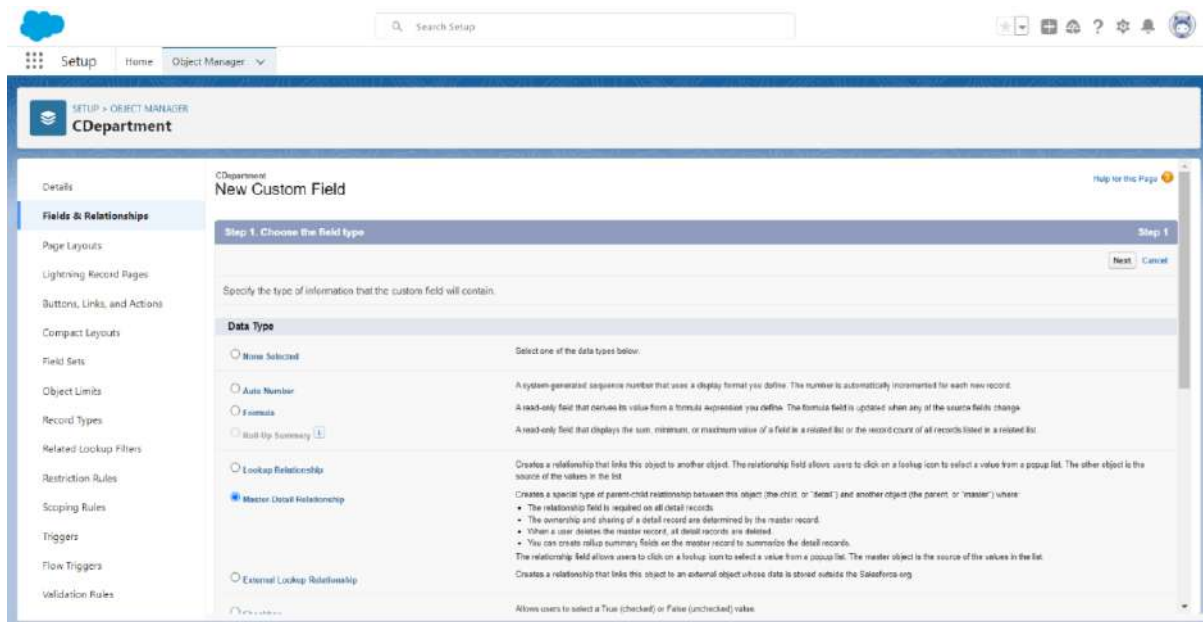 Search Setup
Setup
Home
Object Manager
SETUP > OBJECT MANAGER
CDepartment
Details
Fields & Relationships
Page Layouts
Lightning Record Pages
Buttons, Links, and Actions
Compact Layouts
Field Sets
Object Limits
Record Types
Related Lookup Filters
Restriction Rules
Scoping Rules
Triggers
Flow Triggers
Validation Rules
CDepartment
New Custom Field
Help for this Page
Step 1. Choose the field type
Step 1
Next Cancel
Specify the type of information that the custom field will contain.
Data Type
None Selected
Select one of the data types below.
Auto Number
A system-generated sequence number that uses a display format you define. The number is automatically incremented for each new record.
Formula
A read-only field that derives its value from a formula expression you define. The formula field is updated when any of the source fields change.
Roll-Up Summary
A read-only field that displays the sum, minimum, or maximum value of a field in a related list or the record count of all records listed in a related list.
Lookup Relationship
Creates a relationship that links this object to another object. The relationship field allows users to click on a lookup icon to select a value from a popup list. The other object is the
source of the values in the list.
Master-Detail Relationship
Creates a special type of parent-child relationship between this object (the child, or "detail") and another object (the parent, or "master") where:
• The relationship field is required on all detail records.
• The ownership and sharing of a detail record are determined by the master record.
• When a user deletes the master record, all detail records are deleted.
• You can create rollup summary fields on the master record to summarize the detail records.
The relationship field allows users to click on a lookup icon to select a value from a popup list. The master object is the source of the values in the list.
External Lookup Relationship
Creates a relationship that links this object to an external object whose data is stored outside the Salesforce org.
Checkbox
Allows users to select a True (checked) or False (unchecked) value.